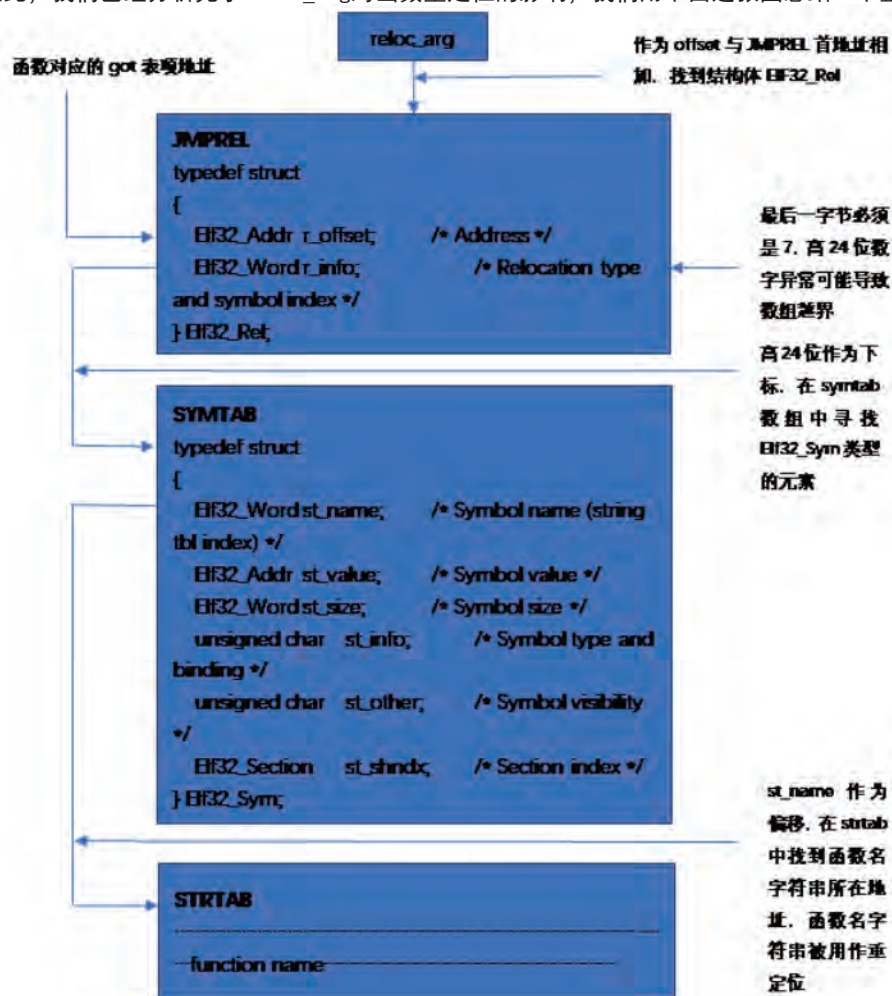 reloc_arg
作为 offset 与 JMPREL 首地址相
加．找到结构体 Elf32_Rel
函数对应的 got 表项地址
JMPREL
typedef struct
{
Elf32_Addr r_offset; /* Address */
Elf32_Word r_info; /* Relocation type
and symbol index */
} Elf32_Rel;
最后一字节必须
是 7．高 24 位数
字异常可能导致
数组越界
高 24 位作为下
标．在 symtab
数组中寻找
Elf32_Sym 类型
的元素
SYMTAB
typedef struct
{
Elf32_Word st_name; /* Symbol name (string
tbl index) */
Elf32_Addr st_value; /* Symbol value */
Elf32_Word st_size; /* Symbol size */
unsigned char st_info; /* Symbol type and
binding */
unsigned char st_other; /* Symbol visibility
*/
Elf32_Section st_shndx; /* Section index */
} Elf32_Sym;
st_name 作为
偏移．在 strtab
中找到函数名
字符串所在地
址．函数名字
符串被用作重
定位
STRTAB
function name